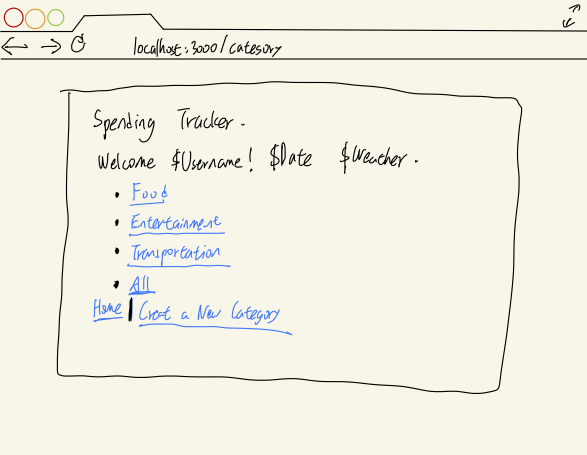 localhost:3000/category
Spending Tracker.
Welcome $Username! $Date $Weather.
• Food
• Entertainment
• Transportation
• All
Home | Creat a New Category